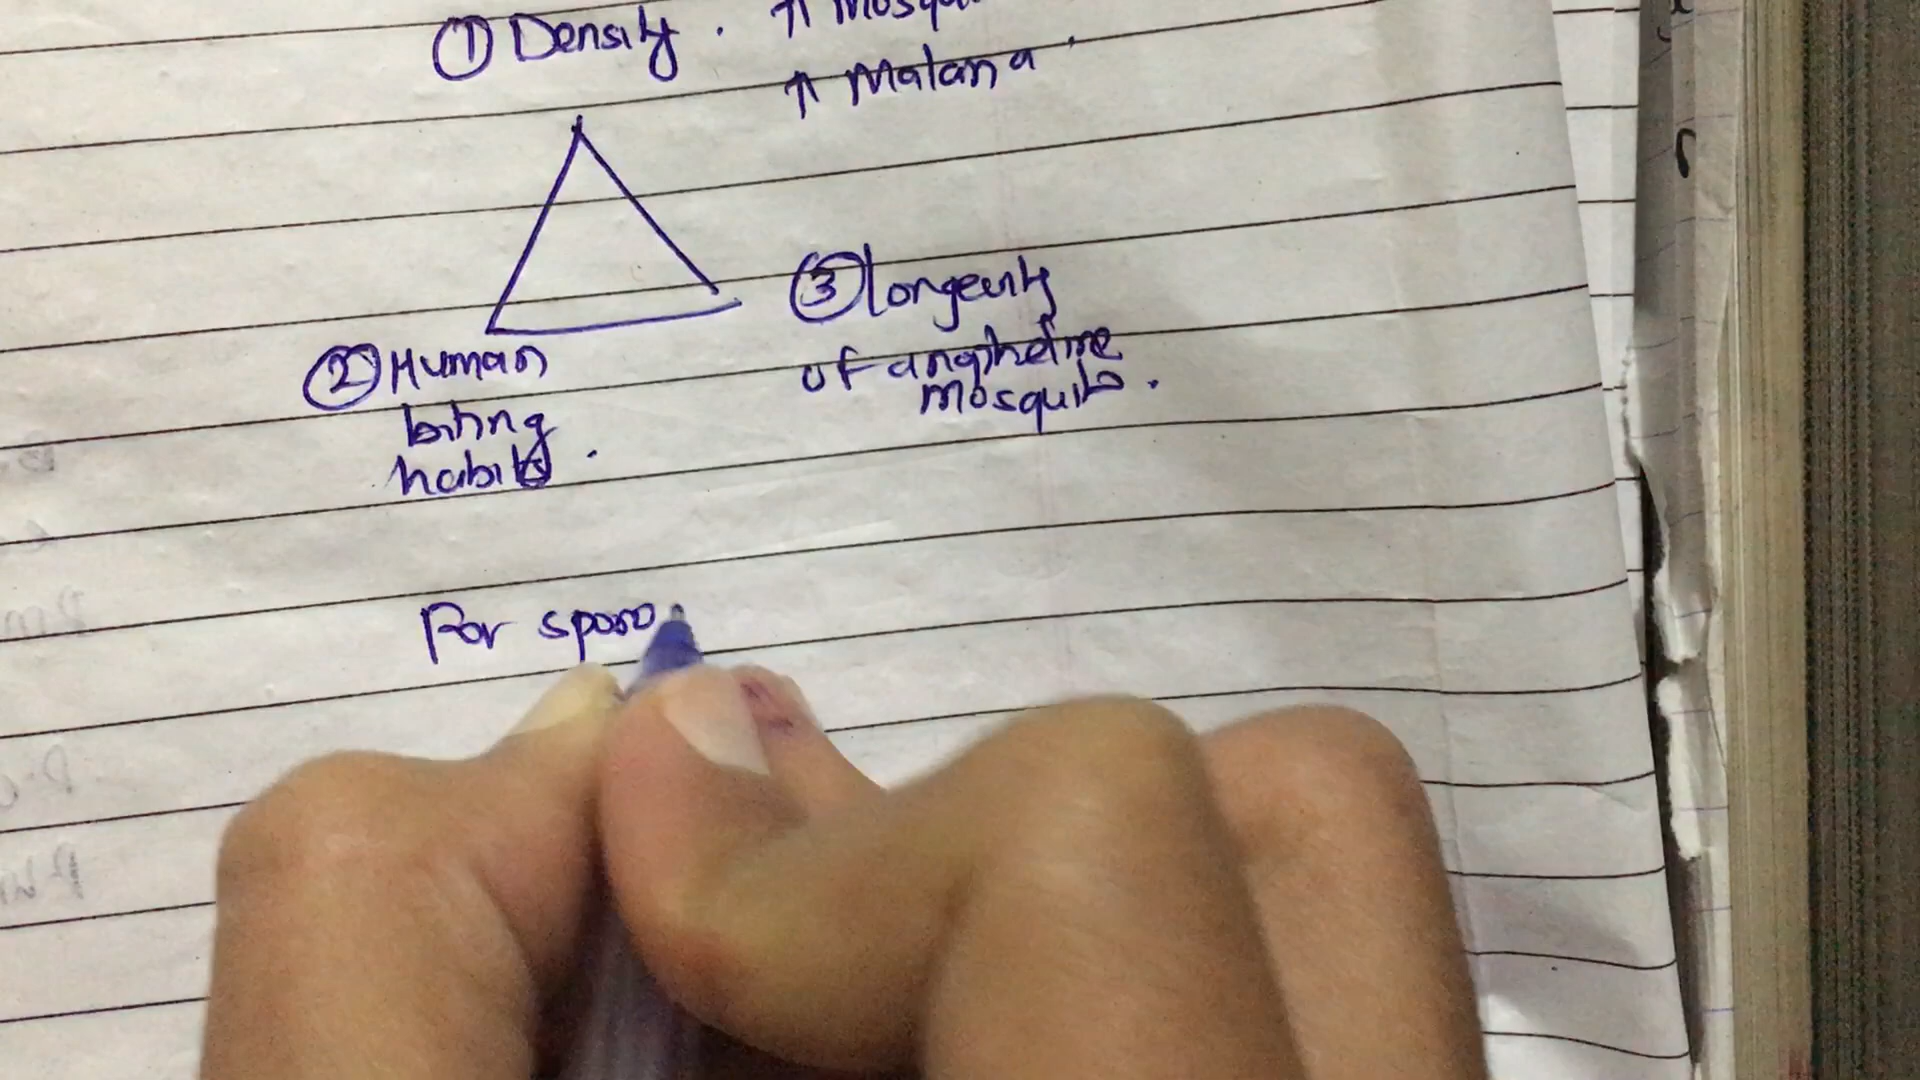 ① Density . ↑ Mosqu
↑ Malaria .
③ longevity
of anopheline
mosquito .
② Human
biting
habits .
For sporo